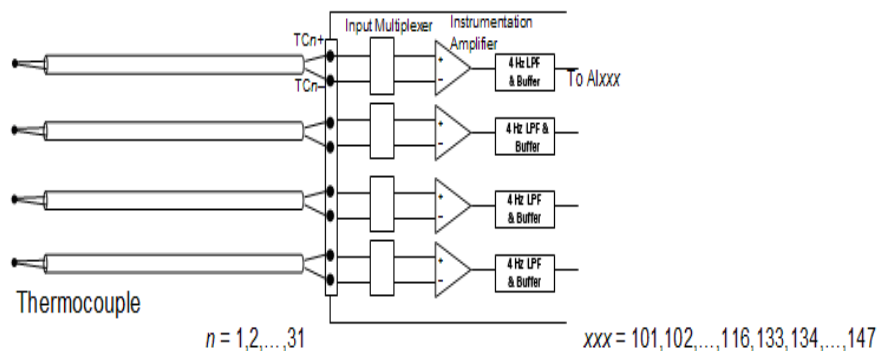 Input Multiplexer
Instrumentation
Amplifier
TCn+
TCn–
4 Hz LPF
& Buffer
To AIxxx
4 Hz LPF &
Buffer
4 Hz LPF
& Buffer
4 Hz LPF
& Buffer
Thermocouple
n = 1,2,...,31
xxx = 101,102,...,116,133,134,...,147